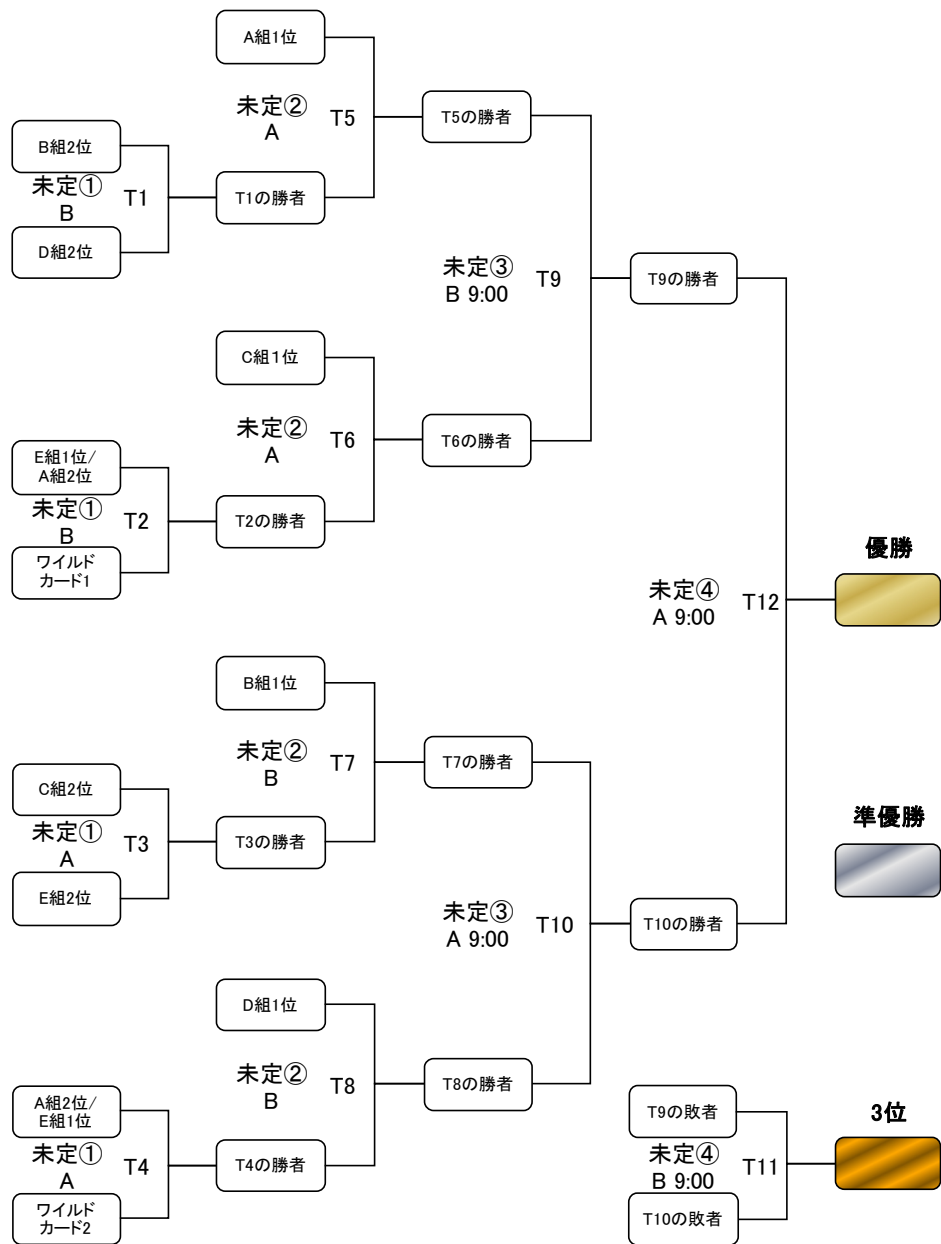 A組1位
未定②
A
T5
T5の勝者
B組2位
未定①
B
T1
T1の勝者
D組2位
未定③
B 9:00
T9
T9の勝者
C組1位
未定②
A
T6
T6の勝者
E組1位/
A組2位
未定①
B
T2
T2の勝者
ワイルド
カード1
優勝
未定④
A 9:00
T12
B組1位
未定②
B
T7
T7の勝者
C組2位
未定①
A
T3
T3の勝者
E組2位
準優勝
未定③
A 9:00
T10
T10の勝者
D組1位
未定②
B
T8
T8の勝者
A組2位/
E組1位
未定①
A
T4
T4の勝者
ワイルド
カード2
T9の敗者
未定④
B 9:00
T11
T10の敗者
3位